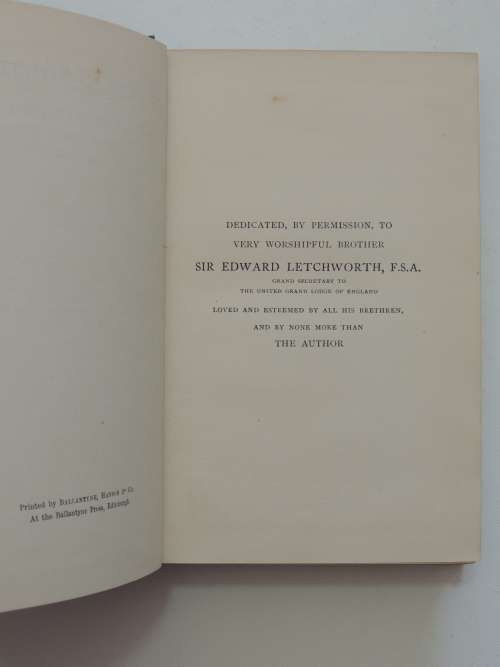 Printed by BALLANTYNE, HANSON & Co.
At the Ballantyne Press, Edinburgh
DEDICATED, BY PERMISSION, TO
VERY WORSHIPFUL BROTHER
SIR EDWARD LETCHWORTH, F.S.A.
GRAND SECRETARY TO
THE UNITED GRAND LODGE OF ENGLAND
LOVED AND ESTEEMED BY ALL HIS BRETHREN,
AND BY NONE MORE THAN
THE AUTHOR